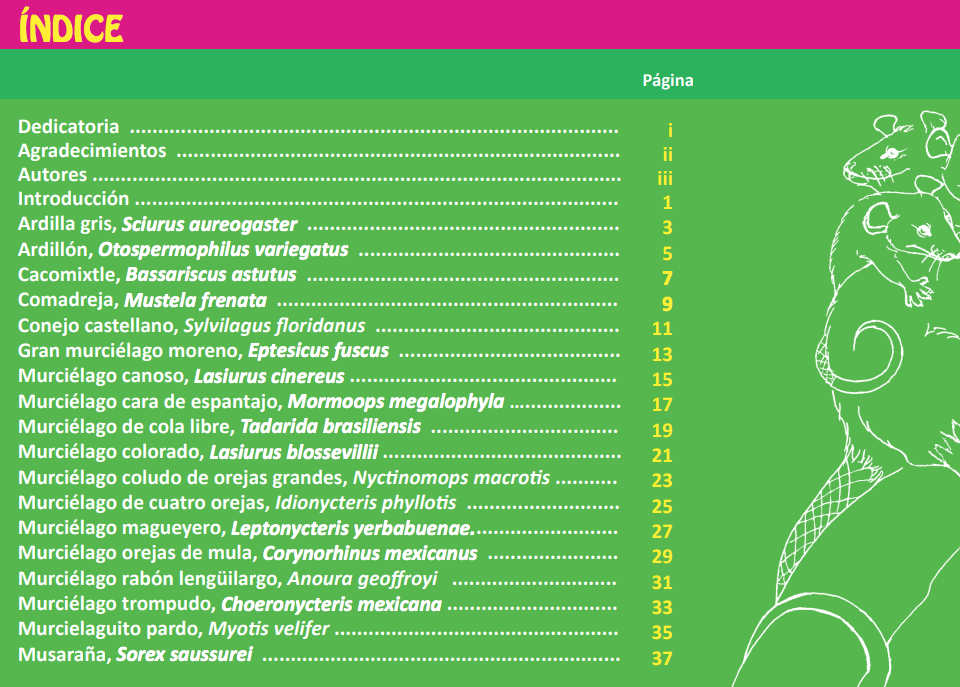 ÍNDICE
Página
Dedicatoria ........................................................................................ i
Agradecimientos ................................................................................ ii
Autores ............................................................................................... iii
Introducción ....................................................................................... 1
Ardilla gris, Sciurus aureogaster ........................................................ 3
Ardillón, Otospermophilus variegatus ............................................... 5
Cacomixtle, Bassariscus astutus ........................................................ 7
Comadreja, Mustela frenata ............................................................. 9
Conejo castellano, Sylvilagus floridanus ............................................ 11
Gran murciélago moreno, Eptesicus fuscus ........................................ 13
Murciélago canoso, Lasiurus cinereus ................................................ 15
Murciélago cara de espantajo, Mormoops megalophyla .................... 17
Murciélago de cola libre, Tadarida brasiliensis .................................. 19
Murciélago colorado, Lasiurus blossevillii ........................................... 21
Murciélago coludo de orejas grandes, Nyctinomops macrotis ........... 23
Murciélago de cuatro orejas, Idionycteris phyllotis ........................... 25
Murciélago magueyero, Leptonycteris yerbabuenae.......................... 27
Murciélago orejas de mula, Corynorhinus mexicanus ........................ 29
Murciélago rabón lengüilargo, Anoura geoffroyi .............................. 31
Murciélago trompudo, Choeronycteris mexicana ............................... 33
Murcielaguito pardo, Myotis velifer ................................................... 35
Musaraña, Sorex saussurei ................................................................ 37